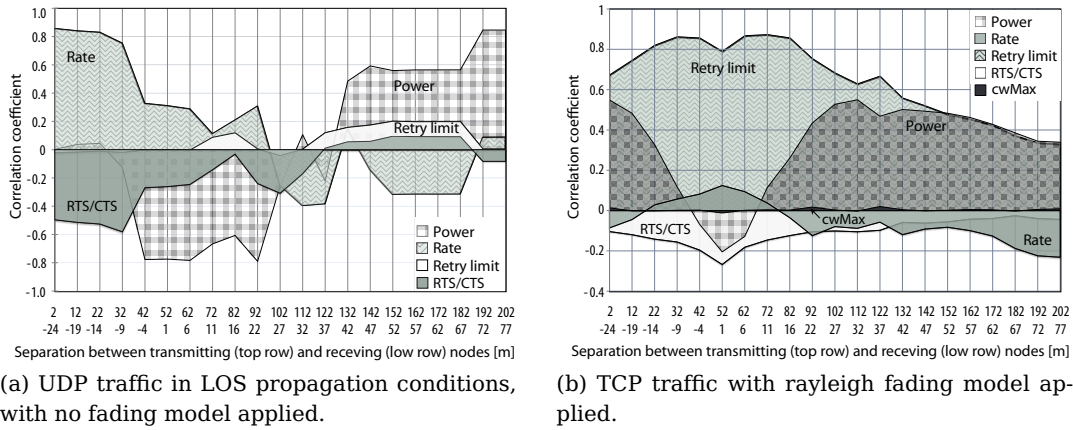 1.0
0.8
0.6
0.4
0.2
0
-0.2
-0.4
-0.6
-0.8
-1.0
Correlation coefficient
Rate
Power
Retry limit
RTS/CTS
Power
Rate
Retry limit
RTS/CTS
2 12 22 32 42 52 62 72 82 92 102 112 122 132 142 152 162 172 182 192 202
-24 -19 -14 -9 -4 1 6 11 16 22 27 32 37 42 47 52 57 62 67 72 77
Separation between transmitting (top row) and receving (low row) nodes [m]
(a) UDP traffic in LOS propagation conditions,
with no fading model applied.
1
0.8
0.6
0.4
0.2
0
-0.2
-0.4
Correlation coefficient
Retry limit
Power
cwMax
RTS/CTS
Rate
Power
Rate
Retry limit
RTS/CTS
cwMax
2 12 22 32 42 52 62 72 82 92 102 112 122 132 142 152 162 172 182 192 202
-24 -19 -14 -9 -4 1 6 11 16 22 27 32 37 42 47 52 57 62 67 72 77
Separation between transmitting (top row) and receving (low row) nodes [m]
(b) TCP traffic with rayleigh fading model ap-
plied.